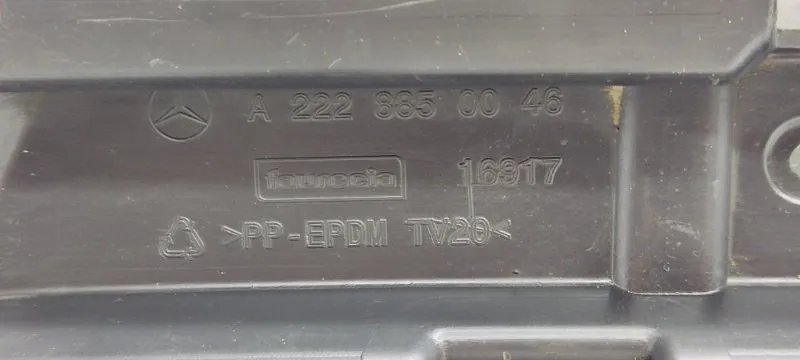 A 222 885 00 46
faurecia 16917
>PP-EPDM TV20<